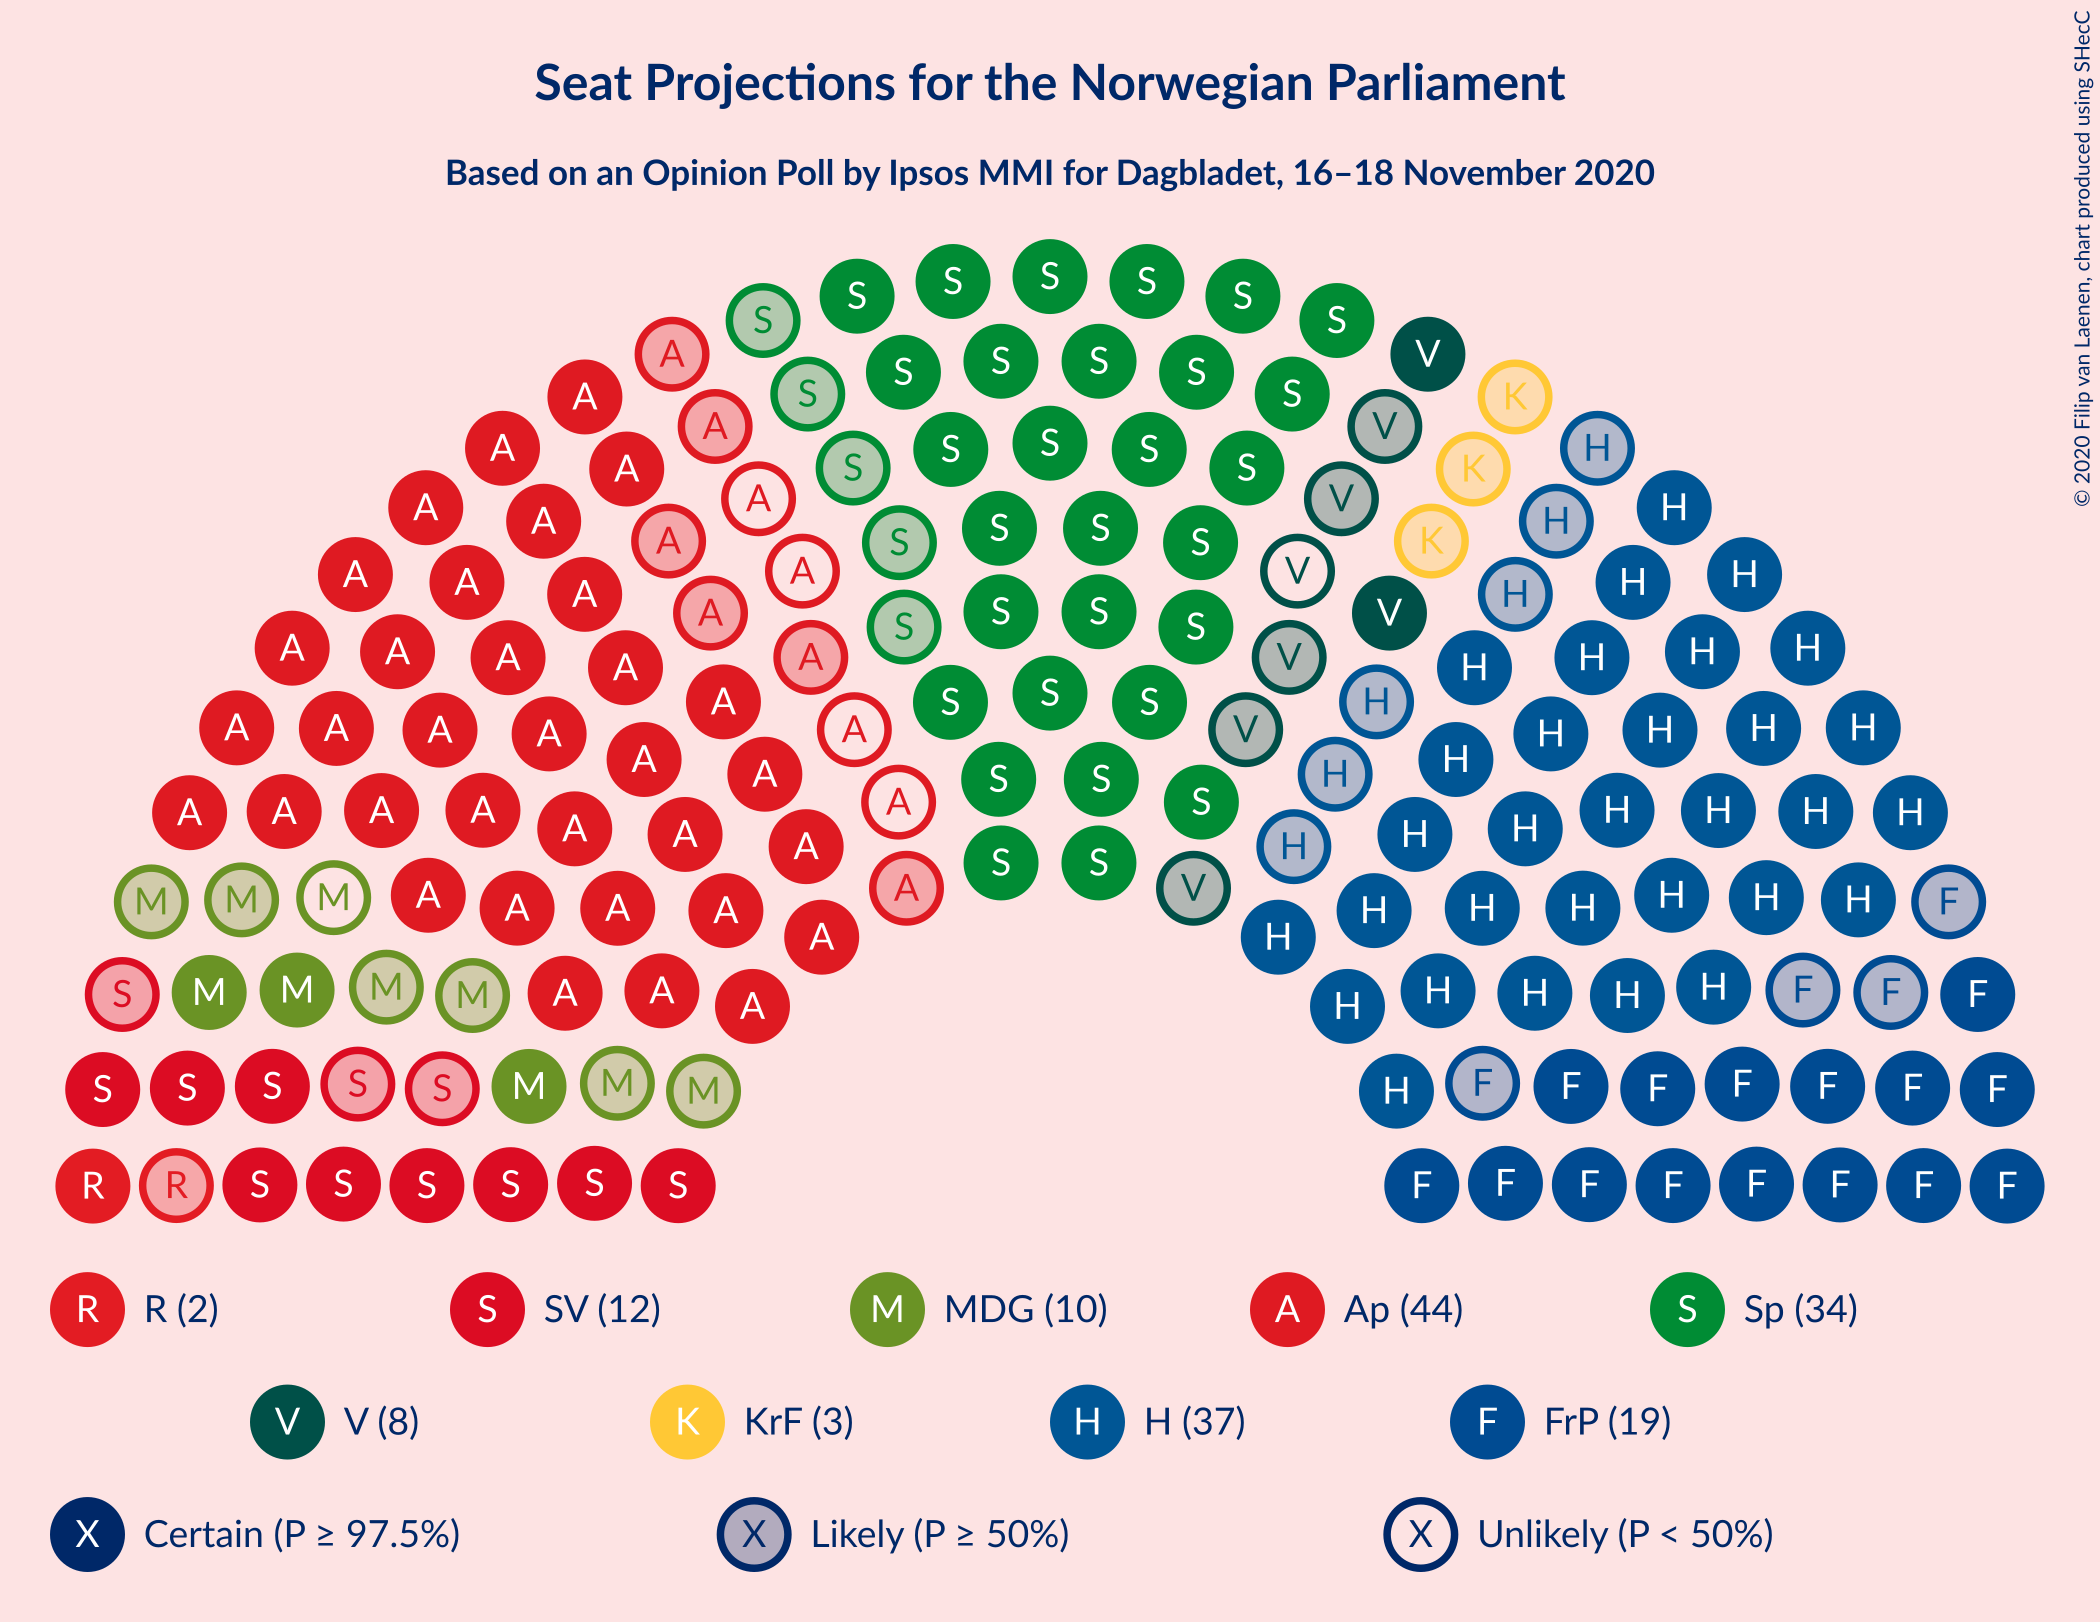 Seat Projections for the Norwegian Parliament
Based on an Opinion Poll by Ipsos MMI for Dagbladet, 16–18 November 2020
© 2020 Filip van Laenen, chart produced using SHecC
S S S S S S S
A A S S S S S V K
A A S S S S S V K H
A A A S S S S V H H
A A A A S S S S V K H H
A A A A S S S S V V H H H
A A A A A S S S V H H H H H
A A A A A A S S S V H H H H H H
A A A A A A A A S S S H H H H H H H
A A A A A A A A S S V H H H H H H H H
M M M A A A A A H H H H H H H F
S M M M M A A A H H H H H F F F
S S S S S M M M H F F F F F F F
R R S S S S S S F F F F F F F F
R R (2) S SV (12) M MDG (10) A Ap (44) S Sp (34)
V V (8) K KrF (3) H H (37) F FrP (19)
X Certain (P ≥ 97.5%) X Likely (P ≥ 50%) X Unlikely (P < 50%)